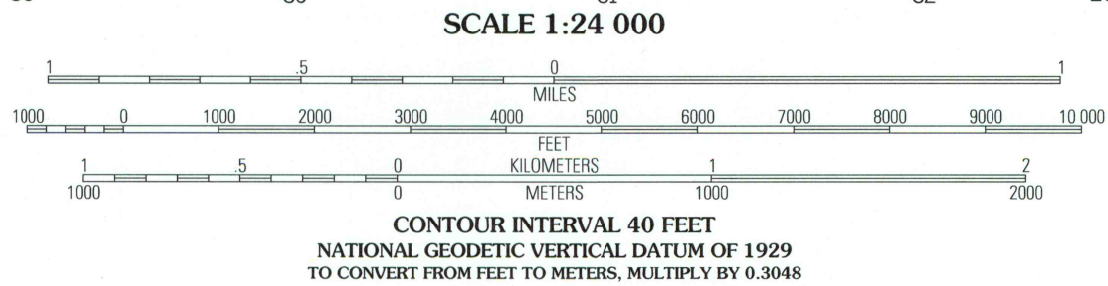 SCALE 1:24 000
1 .5 0 1
MILES
1000 0 1000 2000 3000 4000 5000 6000 7000 8000 9000 10 000
FEET
1 .5 0 KILOMETERS 1 2
1000 0 METERS 1000 2000
CONTOUR INTERVAL 40 FEET
NATIONAL GEODETIC VERTICAL DATUM OF 1929
TO CONVERT FROM FEET TO METERS, MULTIPLY BY 0.3048